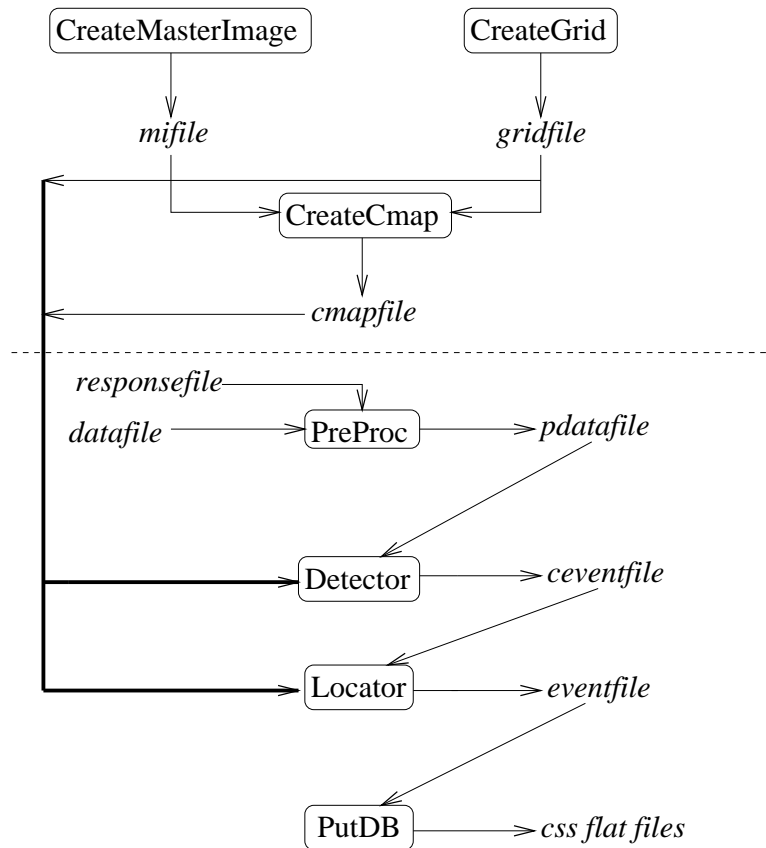 CreateMasterImage
CreateGrid
mifile
gridfile
CreateCmap
cmapfile
responsefile
datafile
PreProc
pdatafile
Detector
ceventfile
Locator
eventfile
PutDB
css flat files